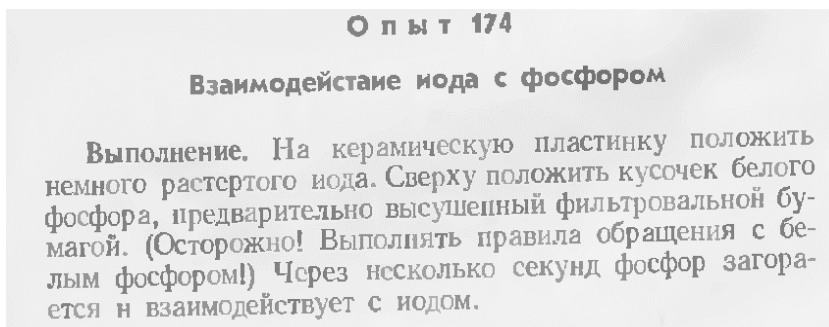 Опыт 174
Взаимодействие иода с фосфором
Выполнение. На керамическую пластинку положить
немного растертого иода. Сверху положить кусочек белого
фосфора, предварительно высушенный фильтровальной бу-
магой. (Осторожно! Выполнять правила обращения с бе-
лым фосфором!) Через несколько секунд фосфор загора-
ется и взаимодействует с иодом.